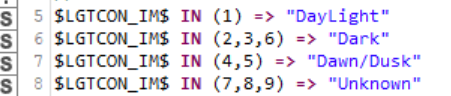 S 5 $LGTCON_IM$ IN (1) => "DayLight"
S 6 $LGTCON_IM$ IN (2,3,6) => "Dark"
S 7 $LGTCON_IM$ IN (4,5) => "Dawn/Dusk"
S 8 $LGTCON_IM$ IN (7,8,9) => "Unknown"